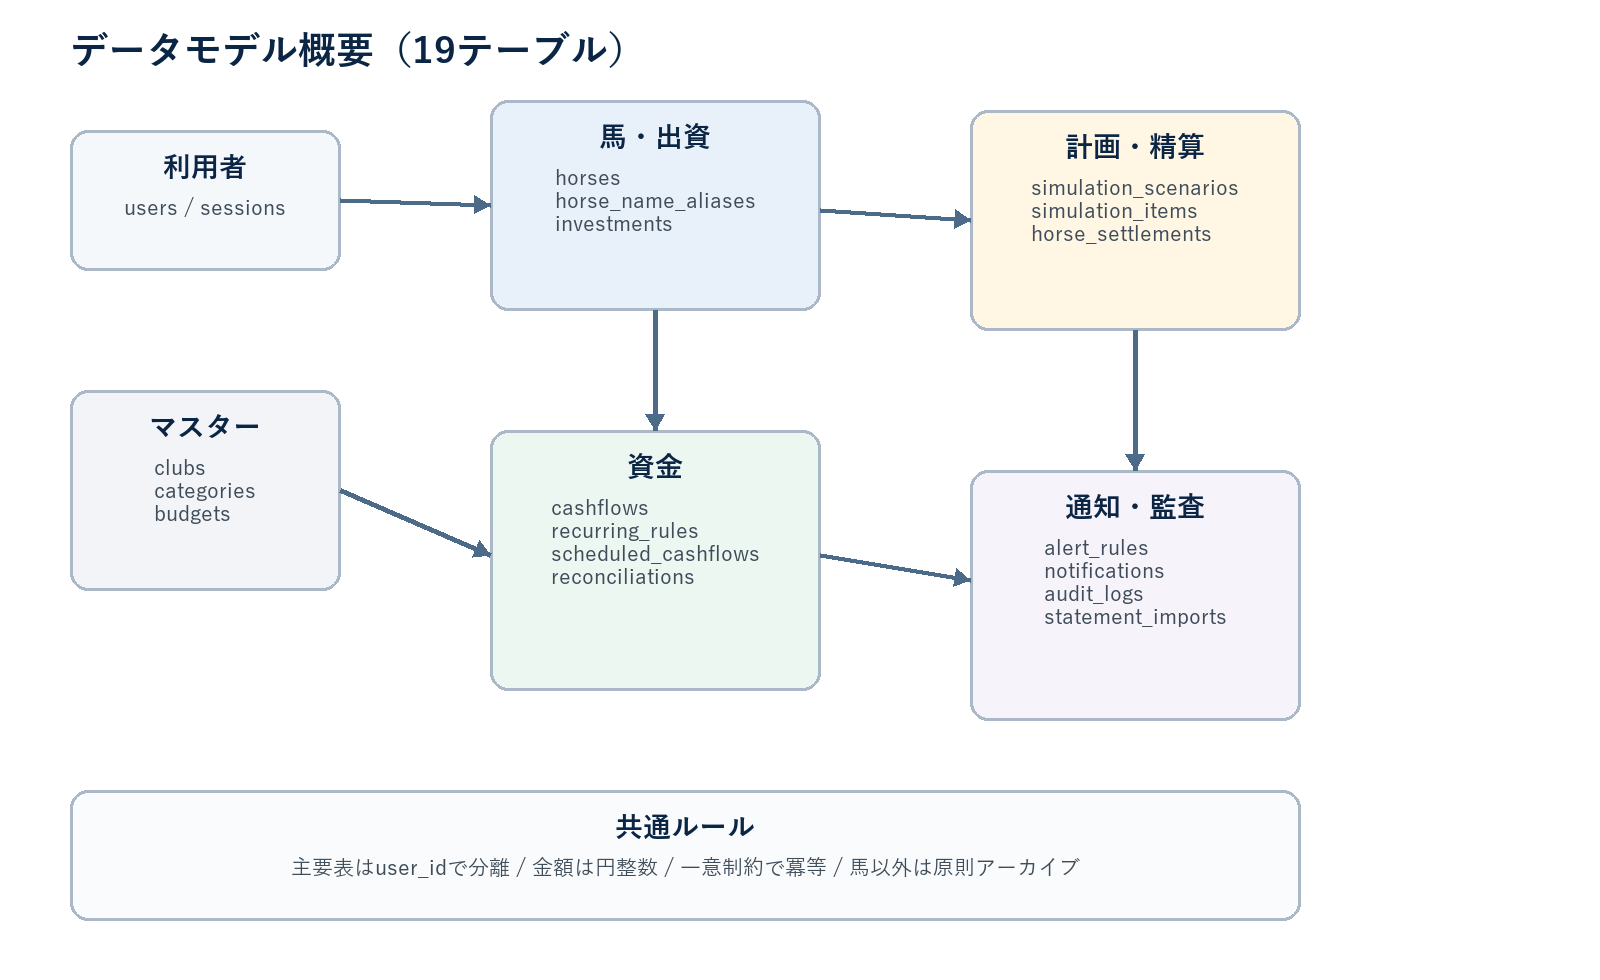 データモデル概要（19テーブル）
利用者
users / sessions
馬・出資
horses
horse_name_aliases
investments
計画・精算
simulation_scenarios
simulation_items
horse_settlements
マスター
clubs
categories
budgets
資金
cashflows
recurring_rules
scheduled_cashflows
reconciliations
通知・監査
alert_rules
notifications
audit_logs
statement_imports
共通ルール
主要表はuser_idで分離 / 金額は円整数 / 一意制約で冪等 / 馬以外は原則アーカイブ